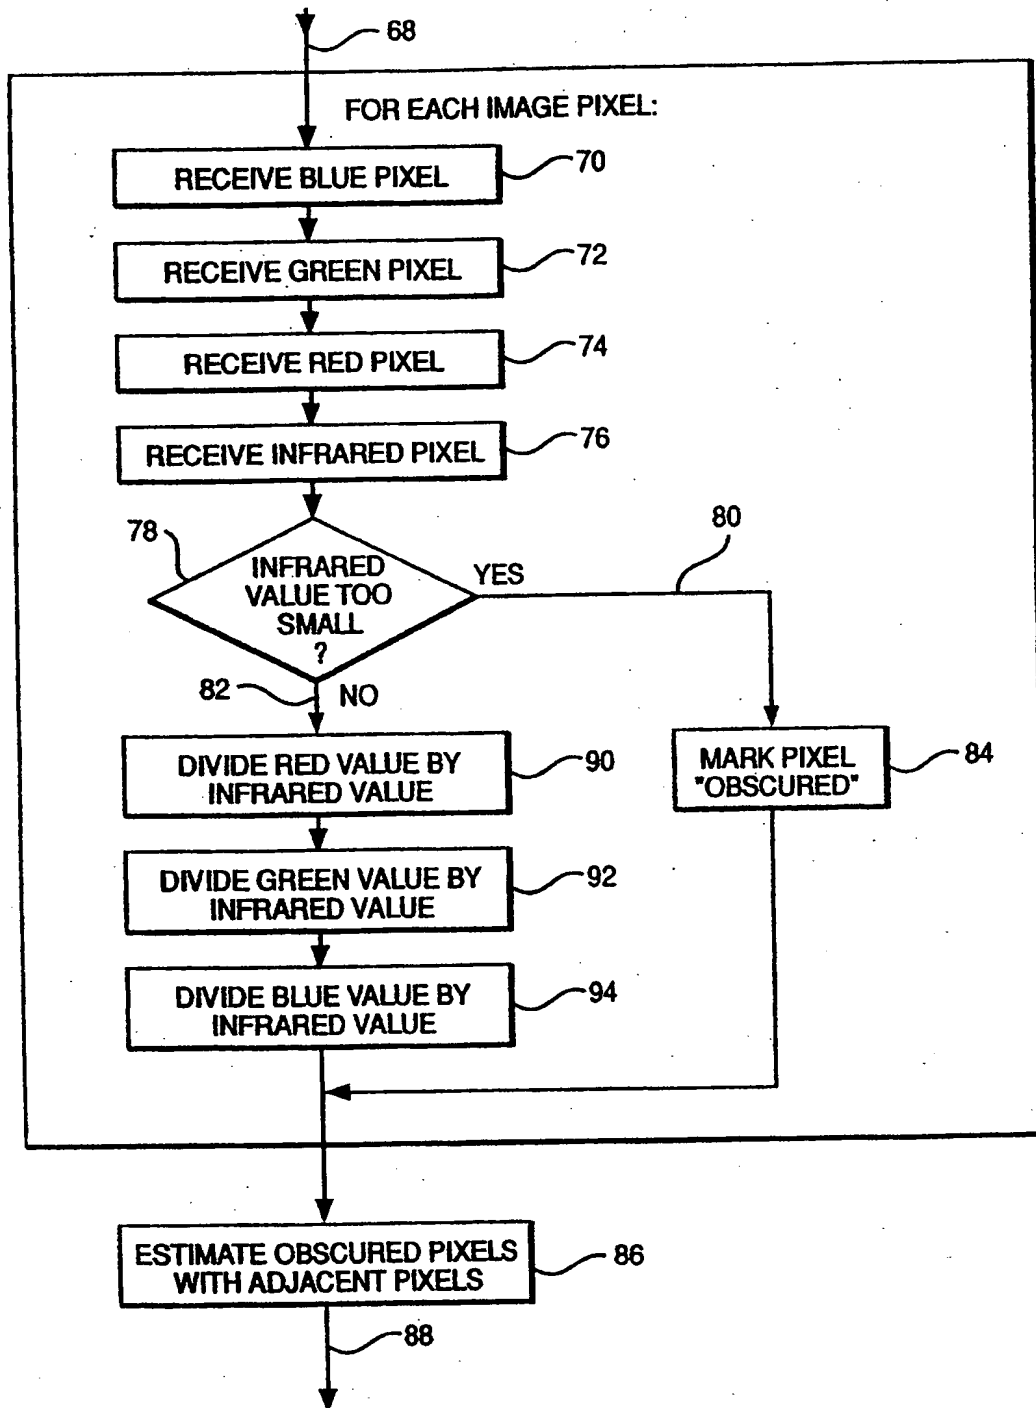 68
FOR EACH IMAGE PIXEL:
RECEIVE BLUE PIXEL
70
RECEIVE GREEN PIXEL
72
RECEIVE RED PIXEL
74
RECEIVE INFRARED PIXEL
76
78
INFRARED
VALUE TOO
SMALL
?
YES
80
82
NO
DIVIDE RED VALUE BY
INFRARED VALUE
90
MARK PIXEL
"OBSCURED"
84
DIVIDE GREEN VALUE BY
INFRARED VALUE
92
DIVIDE BLUE VALUE BY
INFRARED VALUE
94
ESTIMATE OBSCURED PIXELS
WITH ADJACENT PIXELS
86
88